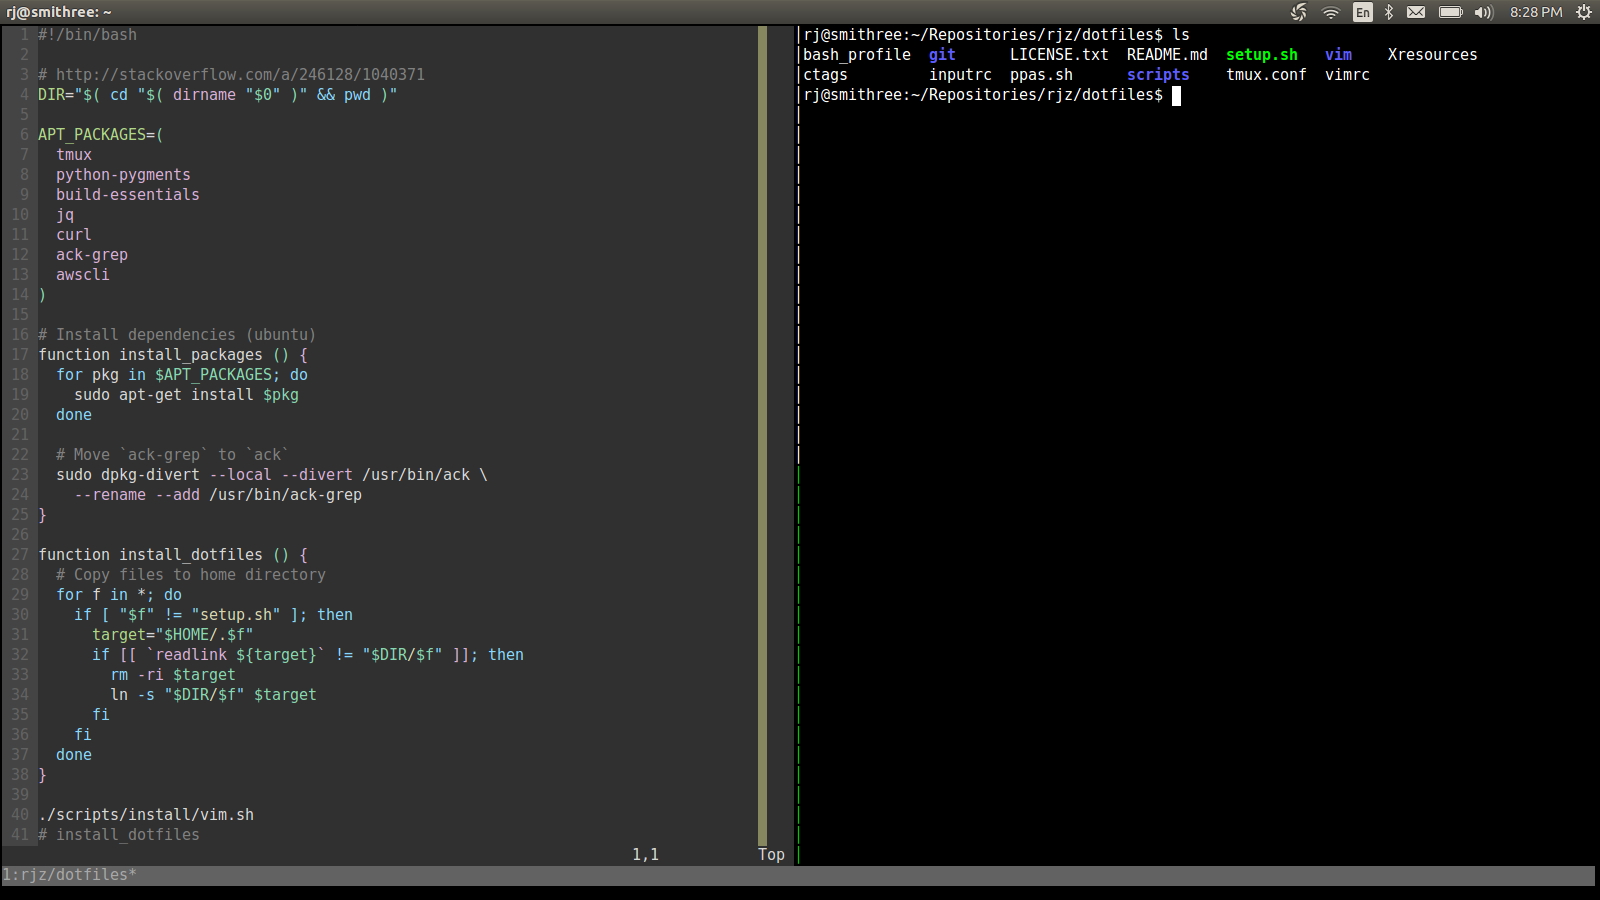 rj@smithree: ~
En
8:28 PM
1 #!/bin/bash
2
3 # http://stackoverflow.com/a/246128/1040371
4 DIR="$( cd "$( dirname "$0" )" && pwd )"
5
6 APT_PACKAGES=(
7   tmux
8   python-pygments
9   build-essentials
10   jq
11   curl
12   ack-grep
13   awscli
14 )
15
16 # Install dependencies (ubuntu)
17 function install_packages () {
18   for pkg in $APT_PACKAGES; do
19     sudo apt-get install $pkg
20   done
21
22   # Move `ack-grep` to `ack`
23   sudo dpkg-divert --local --divert /usr/bin/ack \
24     --rename --add /usr/bin/ack-grep
25 }
26
27 function install_dotfiles () {
28   # Copy files to home directory
29   for f in *; do
30     if [ "$f" != "setup.sh" ]; then
31       target="$HOME/.$f"
32       if [[ `readlink ${target}` != "$DIR/$f" ]]; then
33         rm -ri $target
34         ln -s "$DIR/$f" $target
35       fi
36     fi
37   done
38 }
39
40 ./scripts/install/vim.sh
41 # install_dotfiles
1,1 Top
rj@smithree:~/Repositories/rjz/dotfiles$ ls
bash_profile  git      LICENSE.txt  README.md  setup.sh   vim    Xresources
ctags         inputrc  ppas.sh      scripts    tmux.conf  vimrc
rj@smithree:~/Repositories/rjz/dotfiles$
1:rjz/dotfiles*